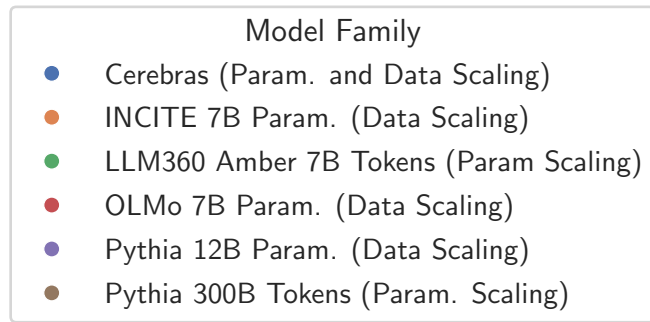 Model Family
Cerebras (Param. and Data Scaling)
INCITE 7B Param. (Data Scaling)
LLM360 Amber 7B Tokens (Param Scaling)
OLMo 7B Param. (Data Scaling)
Pythia 12B Param. (Data Scaling)
Pythia 300B Tokens (Param. Scaling)